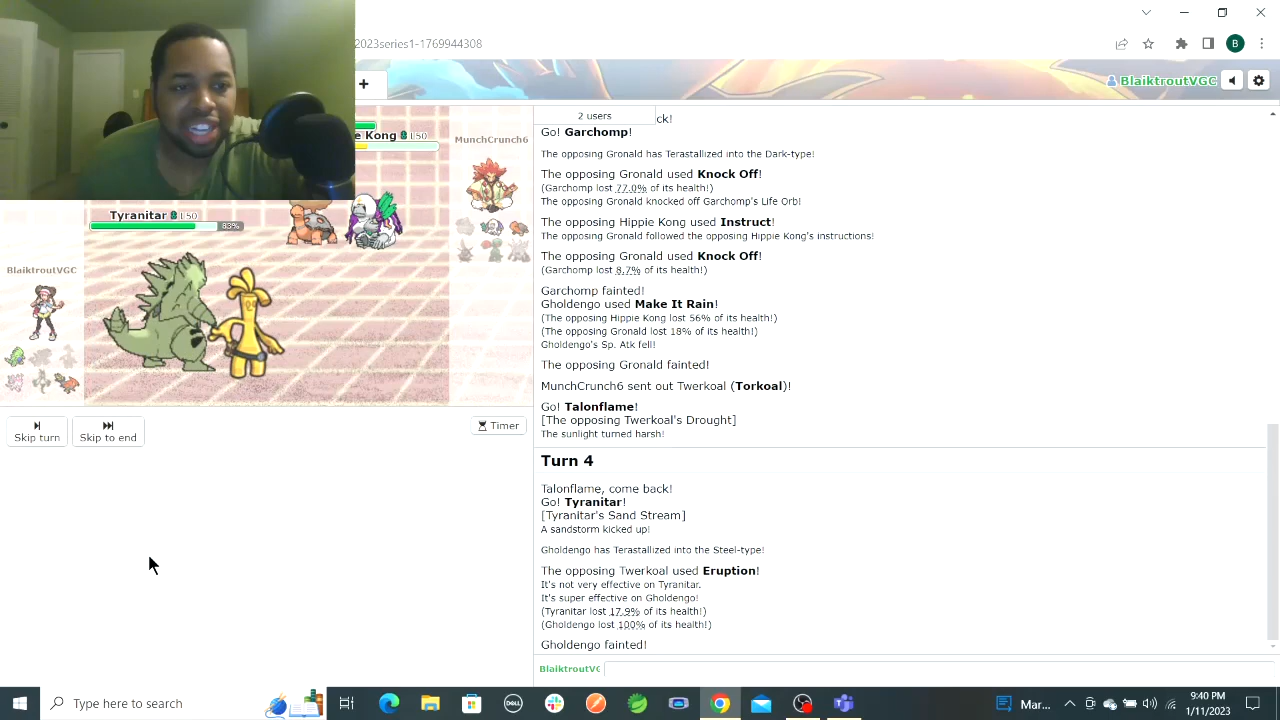 2023series1-1769944308
B
+
BlaiktroutVGC
2 users
ck!
Go! Garchomp!
e Kong L50
MunchCrunch6
The opposing Gronald has Terastallized into the Dark-type!
The opposing Gronald used Knock Off!
(Garchomp lost 77.0% of its health!)
The opposing Gronald knocked off Garchomp's Life Orb!
Tyranitar L50
83%
The opposing Hippie Kong used Instruct!
The opposing Gronald followed the opposing Hippie Kong's instructions!
The opposing Gronald used Knock Off!
(Garchomp lost 8.7% of its health!)
BlaiktroutVGC
Garchomp fainted!
Gholdengo used Make It Rain!
(The opposing Hippie Kong lost 56% of its health!)
(The opposing Gronald lost 18% of its health!)
Gholdengo's Sp. Atk fell!
The opposing Gronald fainted!
MunchCrunch6 sent out Twerkoal (Torkoal)!
Go! Talonflame!
[The opposing Twerkoal's Drought]
The sunlight turned harsh!
Skip turn
Skip to end
Timer
Turn 4
Talonflame, come back!
Go! Tyranitar!
[Tyranitar's Sand Stream]
A sandstorm kicked up!
Gholdengo has Terastallized into the Steel-type!
The opposing Twerkoal used Eruption!
It's not very effective on Tyranitar.
It's super effective on Gholdengo!
(Tyranitar lost 17.9% of its health!)
(Gholdengo lost 100% of its health!)
Gholdengo fainted!
BlaiktroutVC
Type here to search
DELL
Mar...
9:40 PM
1/11/2023